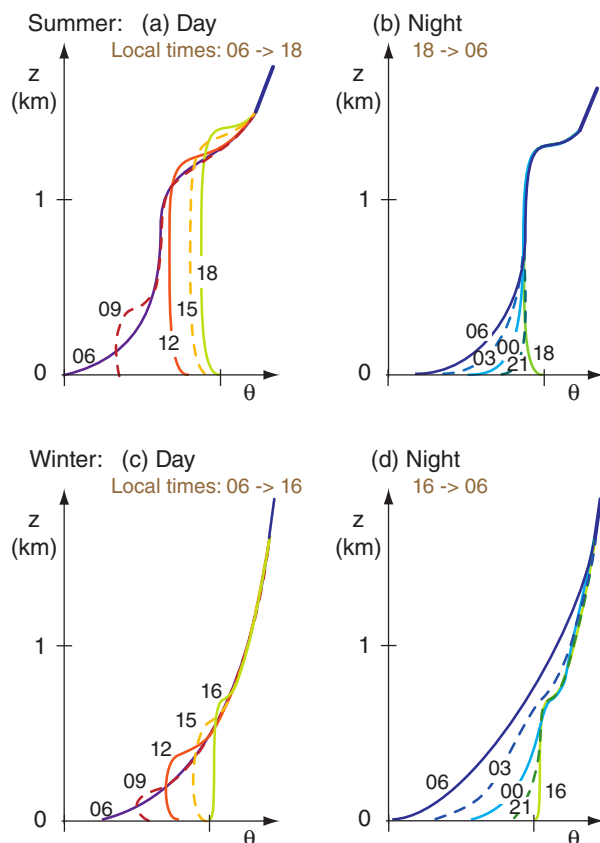 Summer: (a) Day
Local times: 06 -> 18
z
(km)
1
0
09
06
12
15
18
θ
(b) Night
18 -> 06
z
(km)
1
0
06
03
00
21
18
θ
Winter: (c) Day
Local times: 06 -> 16
z
(km)
1
0
16
15
12
09
06
θ
(d) Night
16 -> 06
z
(km)
1
0
06
03
00
21
16
θ